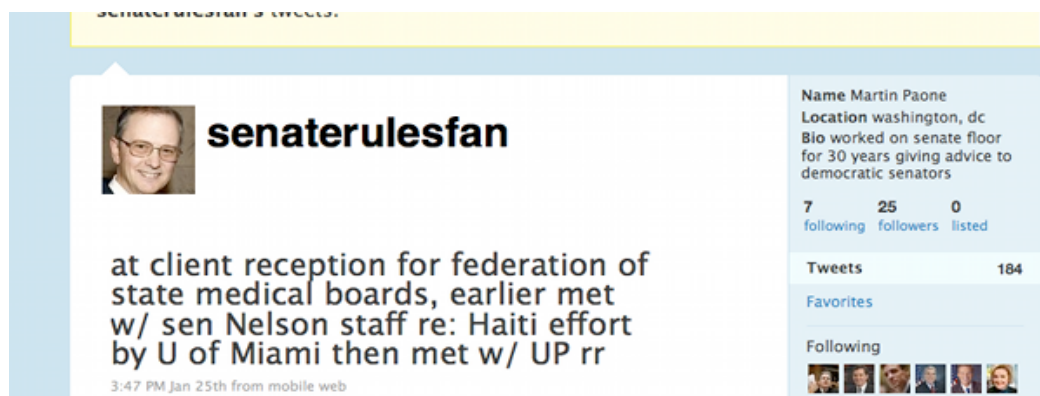 senaterulesfan's tweets.
senaterulesfan
at client reception for federation of
state medical boards, earlier met
w/ sen Nelson staff re: Haiti effort
by U of Miami then met w/ UP rr
3:47 PM Jan 25th from mobile web
Name Martin Paone
Location washington, dc
Bio worked on senate floor
for 30 years giving advice to
democratic senators
7 25 0
following followers listed
Tweets 184
Favorites
Following